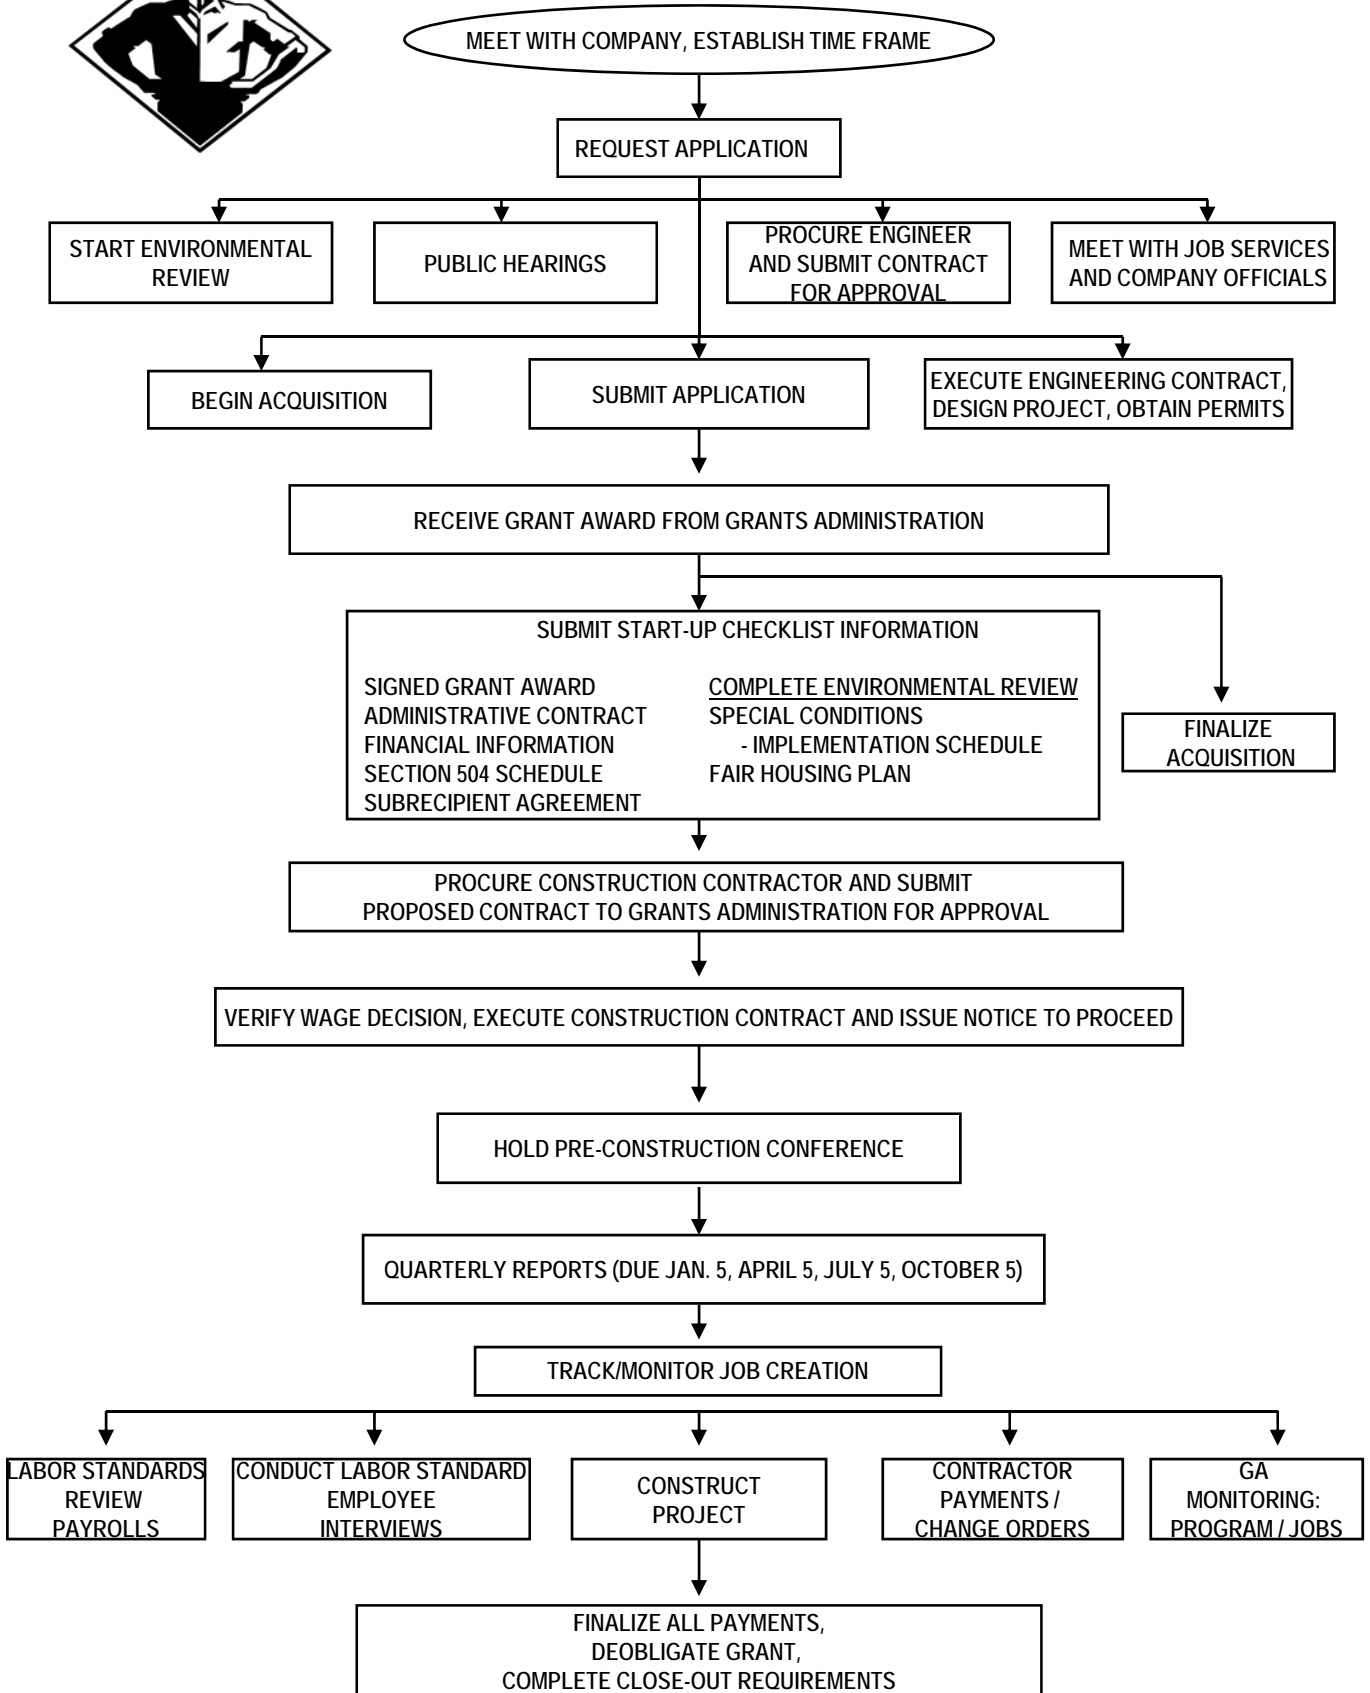 MEET WITH COMPANY, ESTABLISH TIME FRAME
REQUEST APPLICATION
START ENVIRONMENTAL
REVIEW
PUBLIC HEARINGS
PROCURE ENGINEER
AND SUBMIT CONTRACT
FOR APPROVAL
MEET WITH JOB SERVICES
AND COMPANY OFFICIALS
BEGIN ACQUISITION
SUBMIT APPLICATION
EXECUTE ENGINEERING CONTRACT,
DESIGN PROJECT, OBTAIN PERMITS
RECEIVE GRANT AWARD FROM GRANTS ADMINISTRATION
SUBMIT START-UP CHECKLIST INFORMATION
SIGNED GRANT AWARD
ADMINISTRATIVE CONTRACT
FINANCIAL INFORMATION
SECTION 504 SCHEDULE
SUBRECIPIENT AGREEMENT
COMPLETE ENVIRONMENTAL REVIEW
SPECIAL CONDITIONS
- IMPLEMENTATION SCHEDULE
FAIR HOUSING PLAN
FINALIZE
ACQUISITION
PROCURE CONSTRUCTION CONTRACTOR AND SUBMIT
PROPOSED CONTRACT TO GRANTS ADMINISTRATION FOR APPROVAL
VERIFY WAGE DECISION, EXECUTE CONSTRUCTION CONTRACT AND ISSUE NOTICE TO PROCEED
HOLD PRE-CONSTRUCTION CONFERENCE
QUARTERLY REPORTS (DUE JAN. 5, APRIL 5, JULY 5, OCTOBER 5)
TRACK/MONITOR JOB CREATION
LABOR STANDARDS
REVIEW
PAYROLLS
CONDUCT LABOR STANDARD
EMPLOYEE
INTERVIEWS
CONSTRUCT
PROJECT
CONTRACTOR
PAYMENTS /
CHANGE ORDERS
GA
MONITORING:
PROGRAM / JOBS
FINALIZE ALL PAYMENTS,
DEOBLIGATE GRANT,
COMPLETE CLOSE-OUT REQUIREMENTS